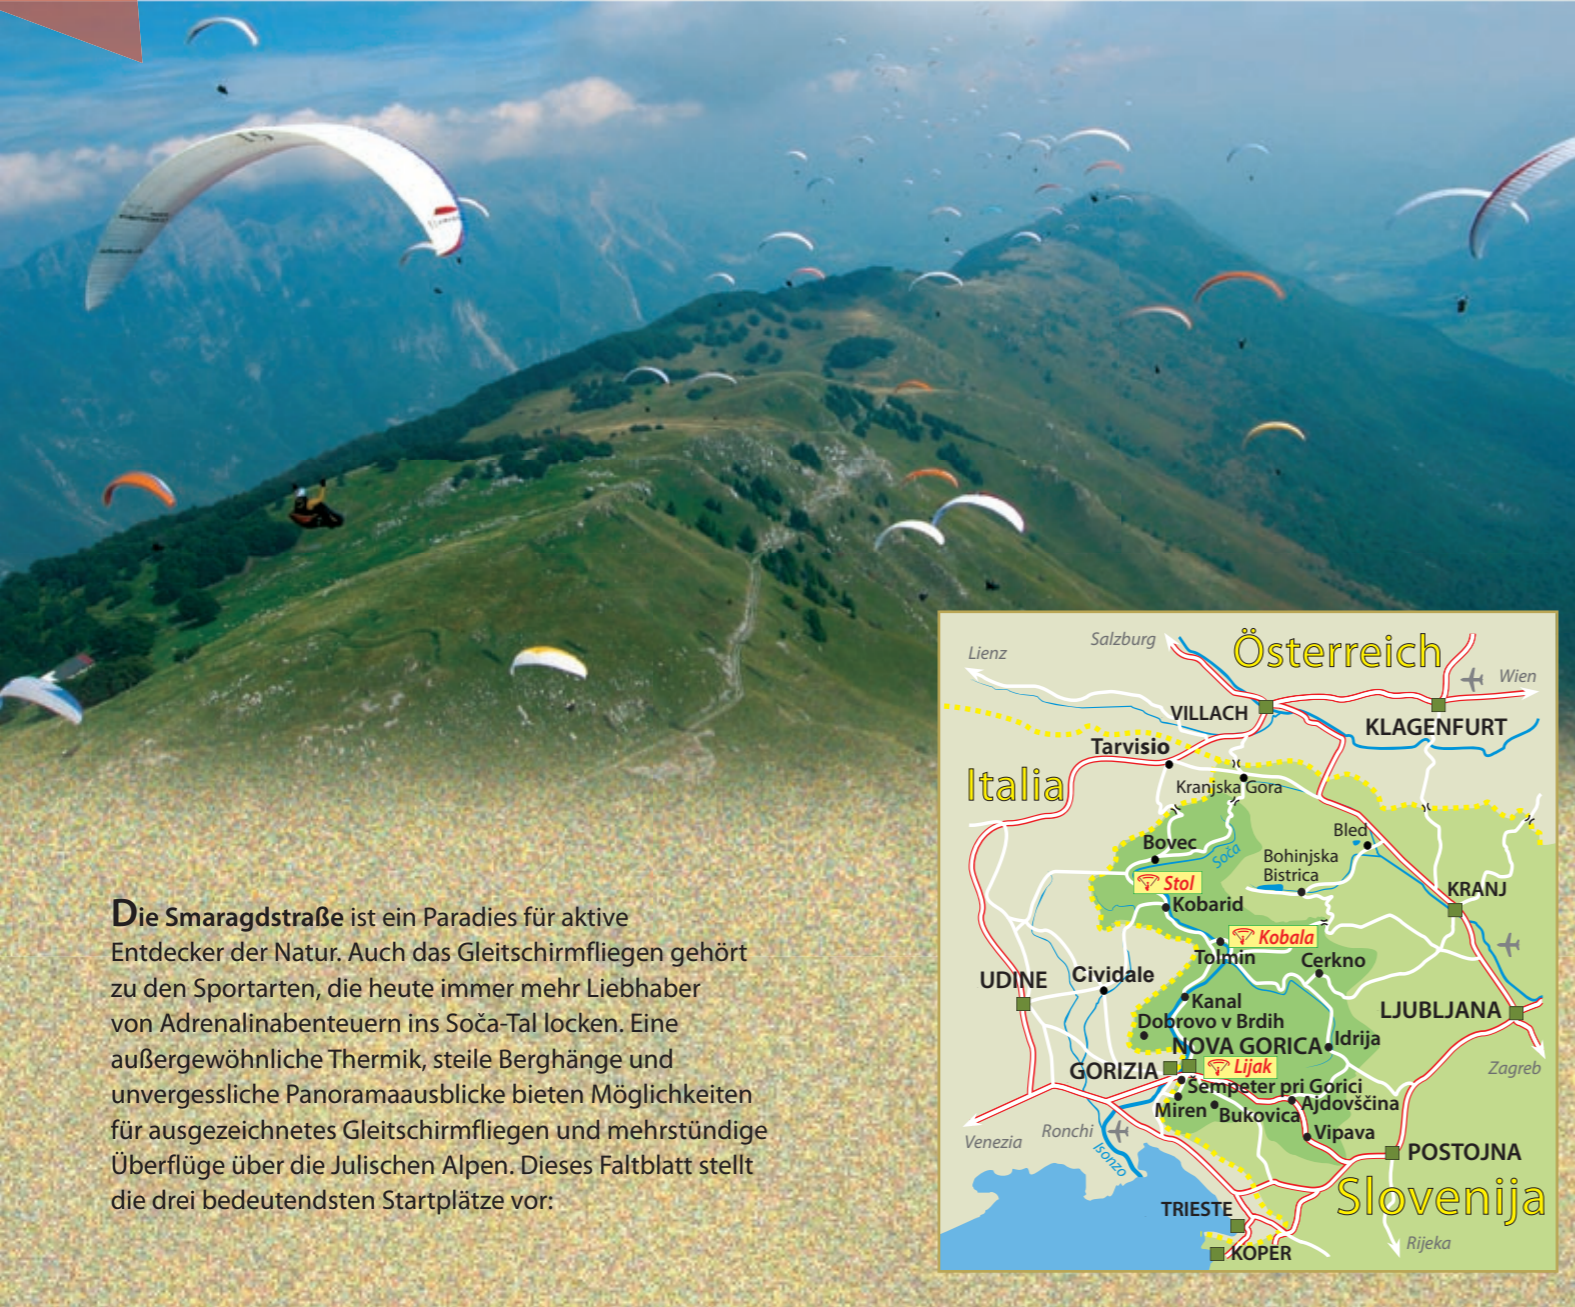 Die Smaragdstraße ist ein Paradies für aktive
Entdecker der Natur. Auch das Gleitschirmfliegen gehört
zu den Sportarten, die heute immer mehr Liebhaber
von Adrenalinabenteuern ins Soča-Tal locken. Eine
außergewöhnliche Thermik, steile Berghänge und
unvergessliche Panoramaausblicke bieten Möglichkeiten
für ausgezeichnetes Gleitschirmfliegen und mehrstündige
Überflüge über die Julischen Alpen. Dieses Faltblatt stellt
die drei bedeutendsten Startplätze vor:
Salzburg
Österreich
Lienz
Wien
VILLACH
KLAGENFURT
Tarvisio
Italia
Kranjska Gora
Bled
Bovec
Soča
Bohinjska
Bistrica
Stol
KRANJ
Kobarid
Kobala
Tolmin
Cerkno
UDINE
Cividale
Kanal
LJUBLJANA
Dobrovo v Brdih
NOVA GORICA
Idrija
GORIZIA
Lijak
Zagreb
Šempeter pri Gorici
Miren
Bukovica
Ajdovščina
Vipava
Venezia
Ronchi
Isonzo
POSTOJNA
Slovenija
TRIESTE
Rijeka
KOPER